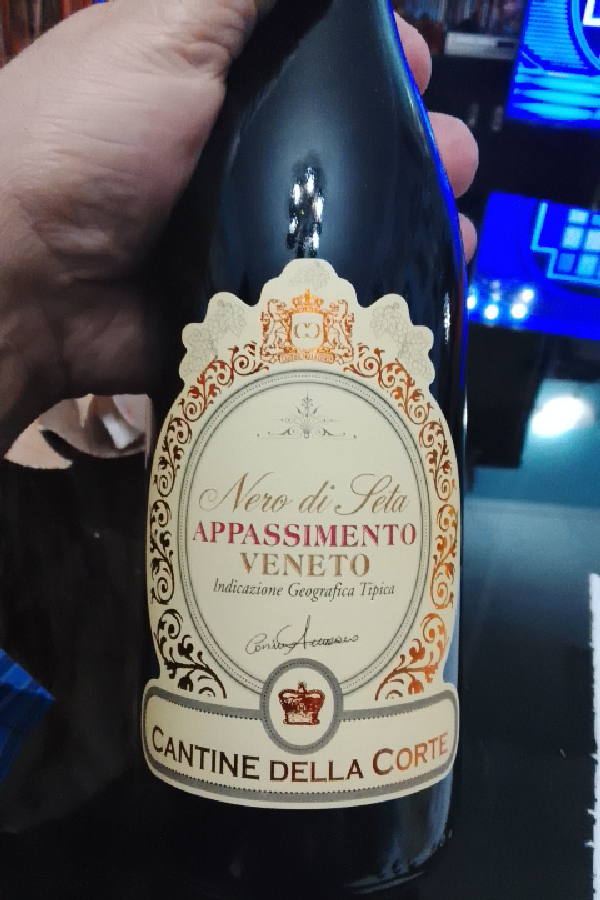 Nero di Seta
APPASSIMENTO
VENETO
Indicazione Geografica Tipica
CANTINE DELLA CORTE